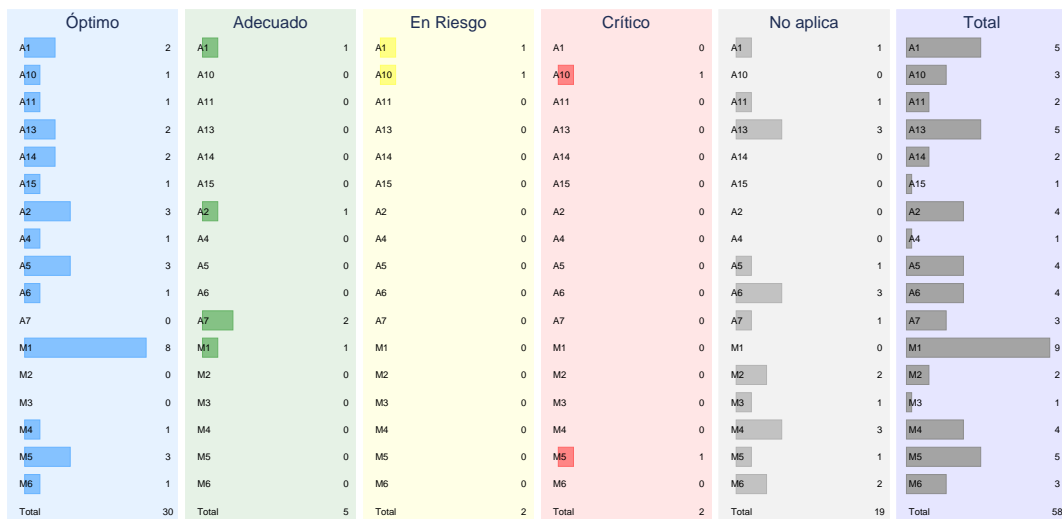 Óptimo Adecuado En Riesgo Crítico No aplica Total
A1 2 A1 1 A1 1 A1 0 A1 1 A1 5
A10 1 A10 0 A10 1 A10 1 A10 0 A10 3
A11 1 A11 0 A11 0 A11 0 A11 1 A11 2
A13 2 A13 0 A13 0 A13 0 A13 3 A13 5
A14 2 A14 0 A14 0 A14 0 A14 0 A14 2
A15 1 A15 0 A15 0 A15 0 A15 0 A15 1
A2 3 A2 1 A2 0 A2 0 A2 0 A2 4
A4 1 A4 0 A4 0 A4 0 A4 0 A4 1
A5 3 A5 0 A5 0 A5 0 A5 1 A5 4
A6 1 A6 0 A6 0 A6 0 A6 3 A6 4
A7 0 A7 2 A7 0 A7 0 A7 1 A7 3
M1 8 M1 1 M1 0 M1 0 M1 0 M1 9
M2 0 M2 0 M2 0 M2 0 M2 2 M2 2
M3 0 M3 0 M3 0 M3 0 M3 1 M3 1
M4 1 M4 0 M4 0 M4 0 M4 3 M4 4
M5 3 M5 0 M5 0 M5 1 M5 1 M5 5
M6 1 M6 0 M6 0 M6 0 M6 2 M6 3
Total 30 Total 5 Total 2 Total 2 Total 19 Total 58